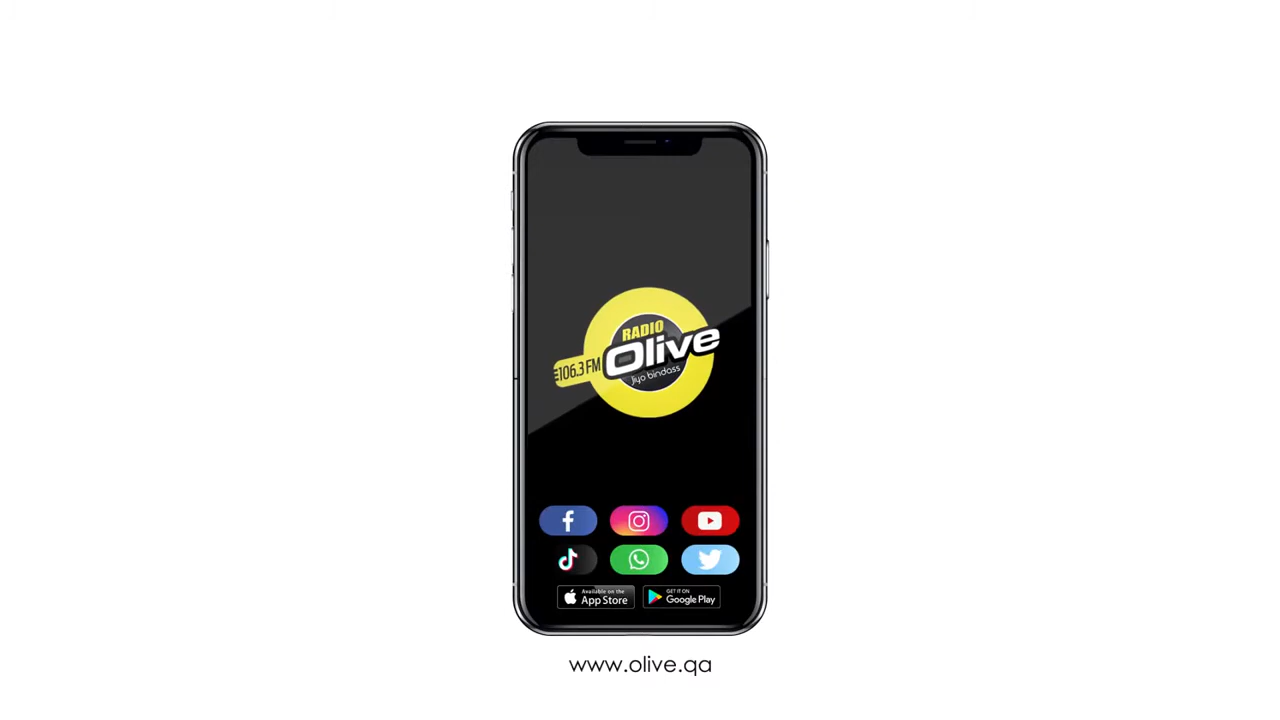 RADIO
Olive
106.3 FM
Jiyo bindass
Available on the
App Store
GET IT ON
Google Play
www.olive.qa